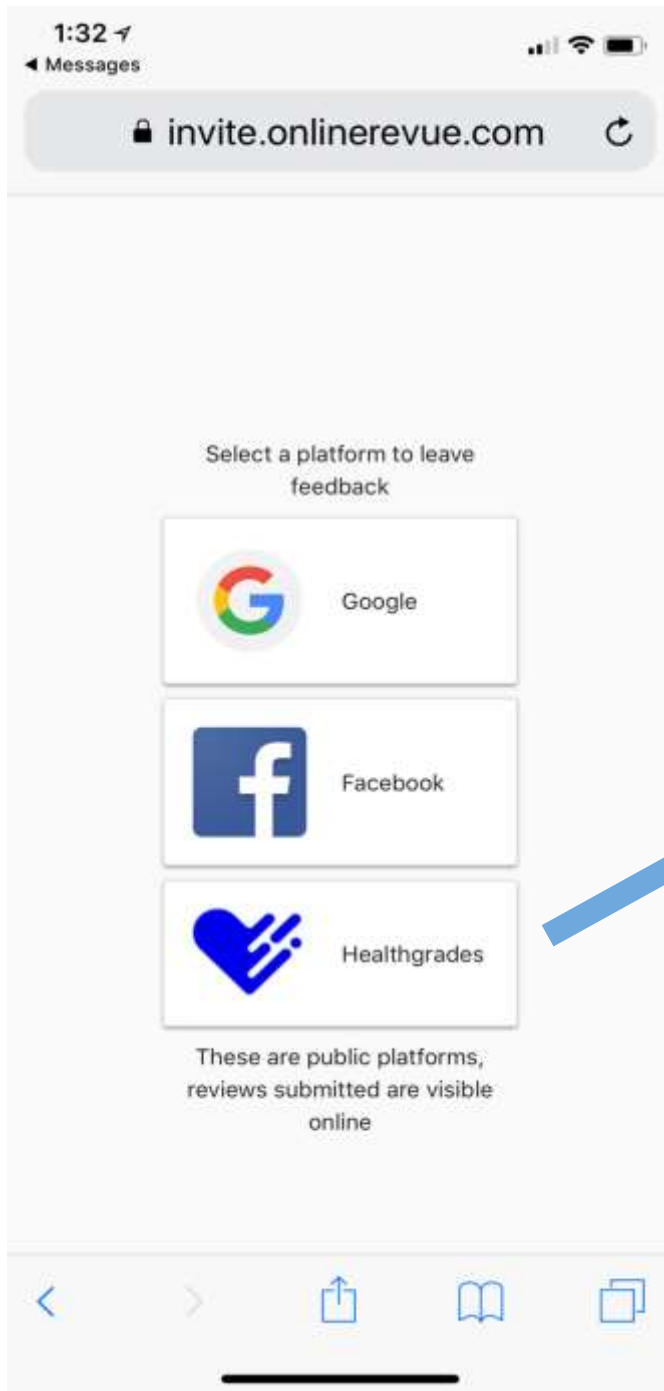 1:32
Messages
invite.onlinerevue.com
Select a platform to leave
feedback
Google
Facebook
Healthgrades
These are public platforms,
reviews submitted are visible
online